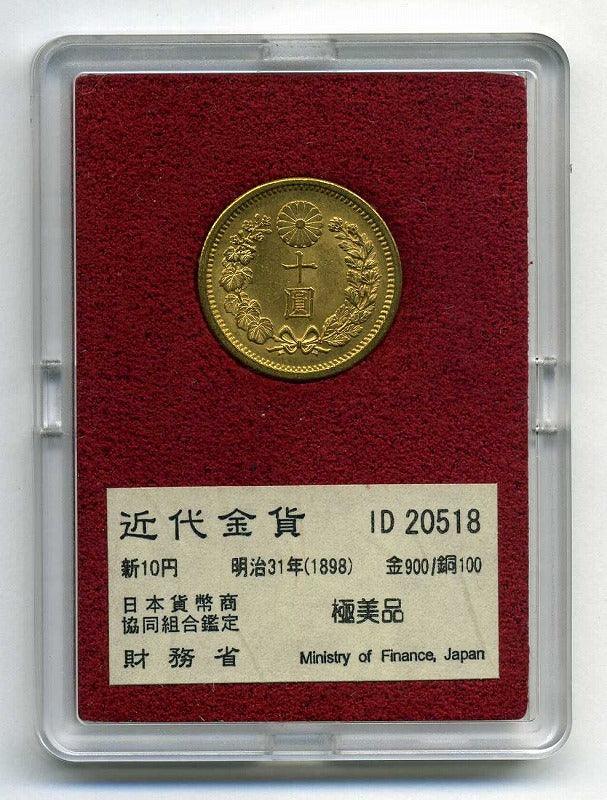 十
圓
近代金貨 ID 20518
新10円 明治31年(1898) 金900/銅100
日本貨幣商
協同組合鑑定 極美品
財務省 Ministry of Finance, Japan